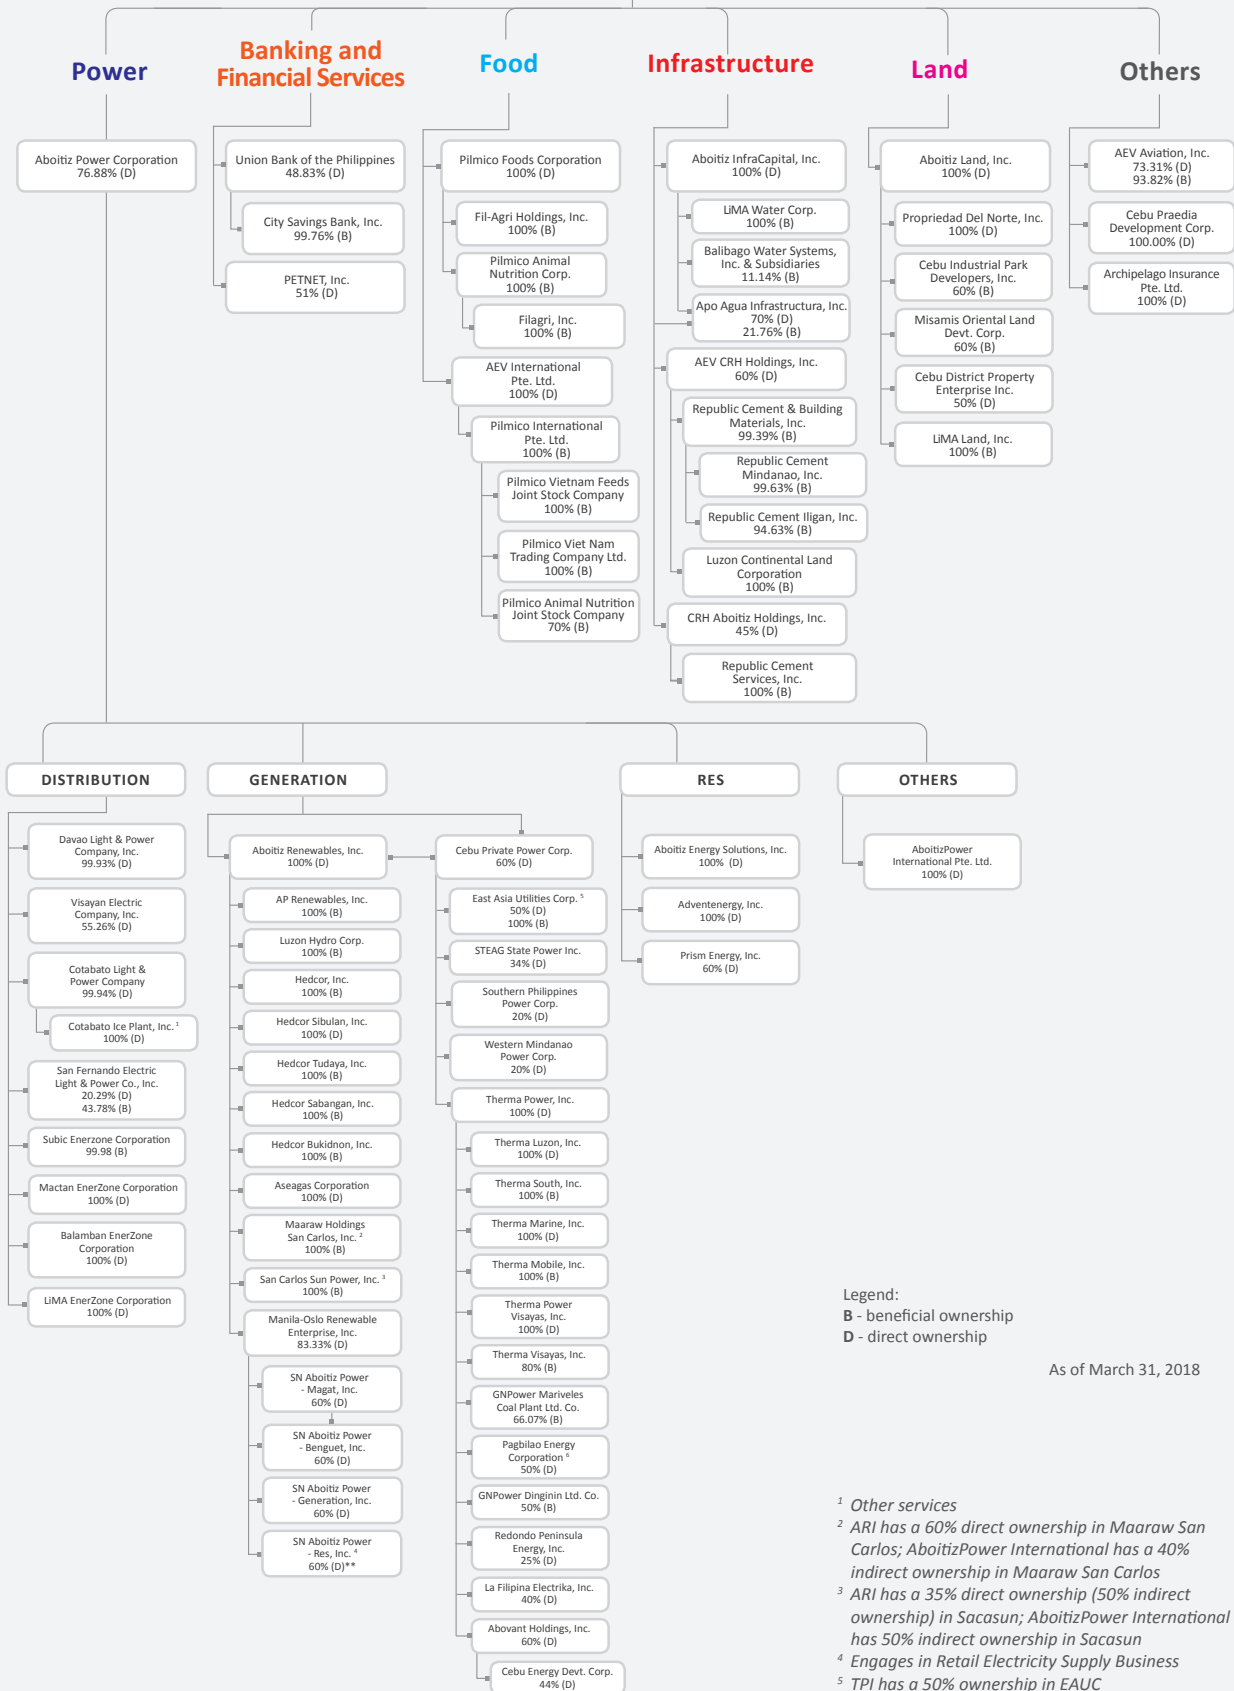 Power
Banking and
Financial Services
Food
Infrastructure
Land
Others
Aboitiz Power Corporation
76.88% (D)
Union Bank of the Philippines
48.83% (D)
City Savings Bank, Inc.
99.76% (B)
PETNET, Inc.
51% (D)
Pilmico Foods Corporation
100% (D)
Fil-Agri Holdings, Inc.
100% (B)
Pilmico Animal
Nutrition Corp.
100% (B)
Filagri, Inc.
100% (B)
AEV International
Pte. Ltd.
100% (D)
Pilmico International
Pte. Ltd.
100% (B)
Pilmico Vietnam Feeds
Joint Stock Company
100% (B)
Pilmico Viet Nam
Trading Company Ltd.
100% (B)
Pilmico Animal Nutrition
Joint Stock Company
70% (B)
Aboitiz InfraCapital, Inc.
100% (D)
LiMA Water Corp.
100% (B)
Balibago Water Systems,
Inc. & Subsidiaries
11.14% (B)
Apo Agua Infrastructura, Inc.
70% (D)
21.76% (B)
AEV CRH Holdings, Inc.
60% (D)
Republic Cement & Building
Materials, Inc.
99.39% (B)
Republic Cement
Mindanao, Inc.
99.63% (B)
Republic Cement Iligan, Inc.
94.63% (B)
Luzon Continental Land
Corporation
100% (B)
CRH Aboitiz Holdings, Inc.
45% (D)
Republic Cement
Services, Inc.
100% (B)
Aboitiz Land, Inc.
100% (D)
Propriedad Del Norte, Inc.
100% (D)
Cebu Industrial Park
Developers, Inc.
60% (B)
Misamis Oriental Land
Devt. Corp.
60% (B)
Cebu District Property
Enterprise Inc.
50% (D)
LiMA Land, Inc.
100% (B)
AEV Aviation, Inc.
73.31% (D)
93.82% (B)
Cebu Praedia
Development Corp.
100.00% (D)
Archipelago Insurance
Pte. Ltd.
100% (D)
DISTRIBUTION
Davao Light & Power
Company, Inc.
99.93% (D)
Visayan Electric
Company, Inc.
55.26% (D)
Cotabato Light &
Power Company
99.94% (D)
Cotabato Ice Plant, Inc. 1
100% (D)
San Fernando Electric
Light & Power Co., Inc.
20.29% (D)
43.78% (B)
Subic Enerzone Corporation
99.98 (B)
Mactan EnerZone Corporation
100% (D)
Balamban EnerZone
Corporation
100% (D)
LiMA EnerZone Corporation
100% (D)
GENERATION
Aboitiz Renewables, Inc.
100% (D)
AP Renewables, Inc.
100% (B)
Luzon Hydro Corp.
100% (B)
Hedcor, Inc.
100% (B)
Hedcor Sibulan, Inc.
100% (D)
Hedcor Tudaya, Inc.
100% (B)
Hedcor Sabangan, Inc.
100% (B)
Hedcor Bukidnon, Inc.
100% (B)
Aseagas Corporation
100% (D)
Maaraw Holdings
San Carlos, Inc. 2
100% (B)
San Carlos Sun Power, Inc. 3
100% (B)
Manila-Oslo Renewable
Enterprise, Inc.
83.33% (D)
SN Aboitiz Power
- Magat, Inc.
60% (D)
SN Aboitiz Power
- Benguet, Inc.
60% (D)
SN Aboitiz Power
- Generation, Inc.
60% (D)
SN Aboitiz Power
- Res, Inc. 4
60% (D)**
Cebu Private Power Corp.
60% (D)
East Asia Utilities Corp. 5
50% (D)
100% (B)
STEAG State Power Inc.
34% (D)
Southern Philippines
Power Corp.
20% (D)
Western Mindanao
Power Corp.
20% (D)
Therma Power, Inc.
100% (D)
Therma Luzon, Inc.
100% (D)
Therma South, Inc.
100% (B)
Therma Marine, Inc.
100% (D)
Therma Mobile, Inc.
100% (B)
Therma Power
Visayas, Inc.
100% (D)
Therma Visayas, Inc.
80% (B)
GNPower Mariveles
Coal Plant Ltd. Co.
66.07% (B)
Pagbilao Energy
Corporation 6
50% (D)
GNPower Dinginin Ltd. Co.
50% (B)
Redondo Peninsula
Energy, Inc.
25% (D)
La Filipina Elektrika, Inc.
40% (D)
Abovant Holdings, Inc.
60% (D)
Cebu Energy Devt. Corp.
44% (D)
RES
Aboitiz Energy Solutions, Inc.
100% (D)
Adventenergy, Inc.
100% (D)
Prism Energy, Inc.
60% (D)
OTHERS
AboitizPower
International Pte. Ltd.
100% (D)
Legend:
B - beneficial ownership
D - direct ownership
As of March 31, 2018
1 Other services
2 ARI has a 60% direct ownership in Maaraw San
Carlos; AboitizPower International has a 40%
indirect ownership in Maaraw San Carlos
3 ARI has a 35% direct ownership (50% indirect
ownership) in Sacasun; AboitizPower International
has 50% indirect ownership in Sacasun
4 Engages in Retail Electricity Supply Business
5 TPI has a 50% ownership in EAUC